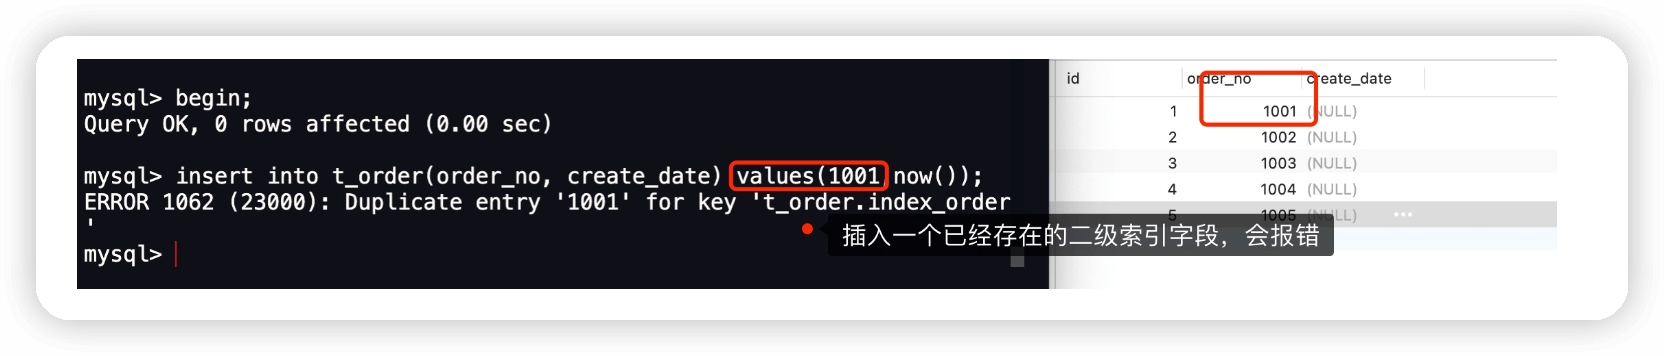 mysql> begin;
Query OK, 0 rows affected (0.00 sec)
mysql> insert into t_order(order_no, create_date) values(1001,now());
ERROR 1062 (23000): Duplicate entry '1001' for key 't_order.index_order
'
mysql>
插入一个已经存在的二级索引字段，会报错
id order_no create_date
1 1001 (NULL)
2 1002 (NULL)
3 1003 (NULL)
4 1004 (NULL)
5 1005 (NULL) •••